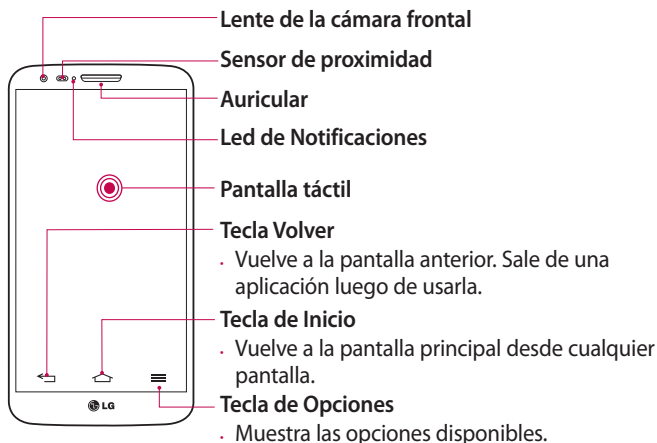 Lente de la cámara frontal
Sensor de proximidad
Auricular
Led de Notificaciones
Pantalla táctil
Tecla Volver
• Vuelve a la pantalla anterior. Sale de una
aplicación luego de usarla.
Tecla de Inicio
• Vuelve a la pantalla principal desde cualquier
pantalla.
Tecla de Opciones
• Muestra las opciones disponibles.
LG